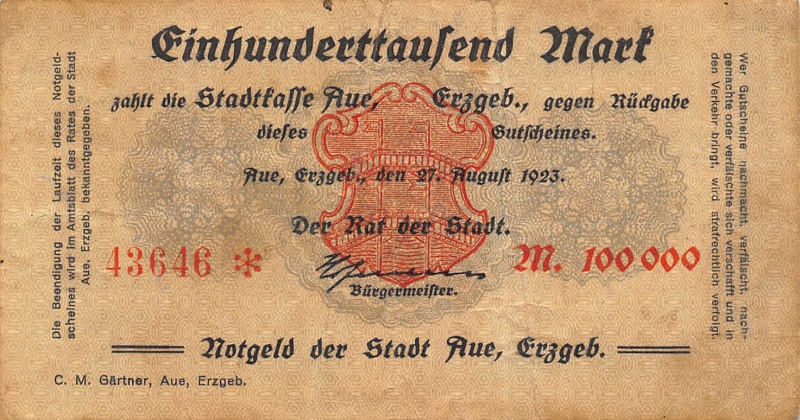 Einhunderttausend Mark
zahlt die Stadtkasse Aue, Erzgeb., gegen Rückgabe
dieses Gutscheines.
Aue, Erzgeb., den 27. August 1923.
Der Rat der Stadt.
43646 * M. 100 000
Bürgermeister.
Notgeld der Stadt Aue, Erzgeb.
C. M. Gärtner, Aue, Erzgeb.
Die Beendigung der Laufzeit dieses Notgeld-
scheines wird im Amtsblatt des Rates der Stadt
Aue, Erzgeb. bekanntgegeben.
Wer Gutscheine nachmacht, verfälscht, nach-
gemachte oder verfälschte sich verschafft und in
den Verkehr bringt, wird strafrechtlich verfolgt.